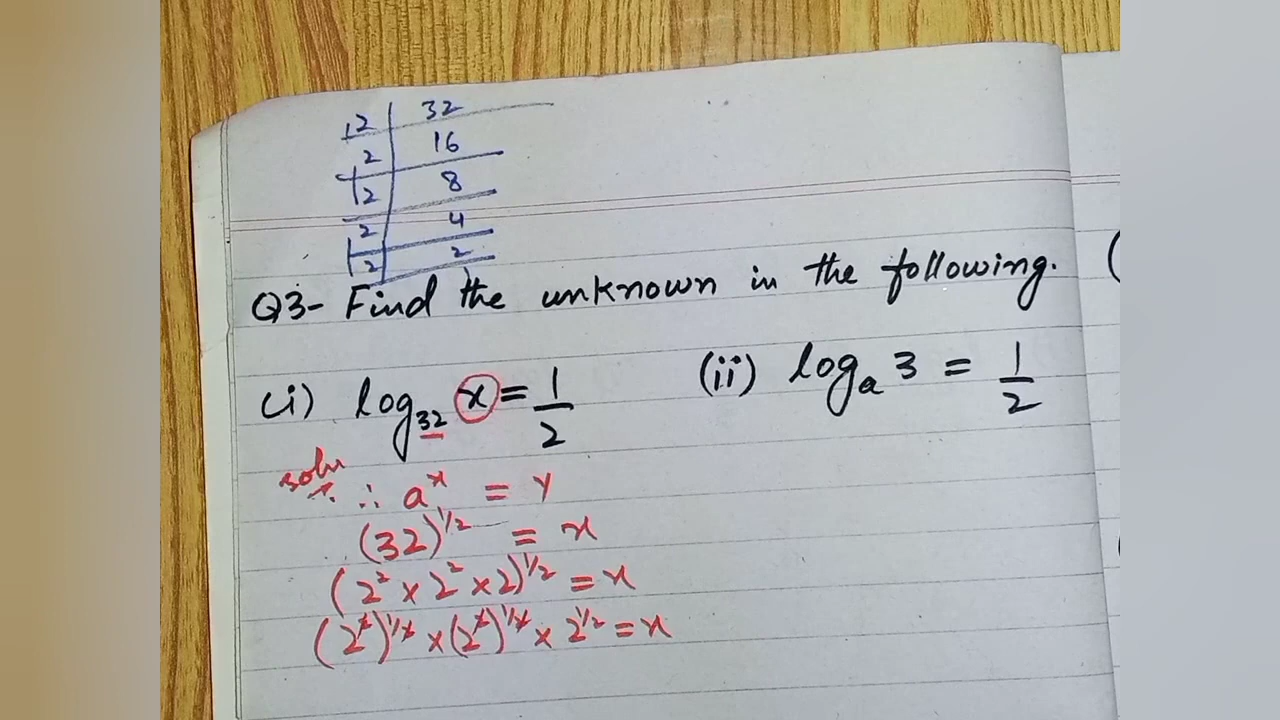 2 | 32
2 | 16
2 | 8
2 | 4
2 | 2
Q3- Find the unknown in the following. (
(i) log₃₂ x = 1/2 (ii) logₐ 3 = 1/2
soln
∴ aˣ = y
(32)^1/2 = x
(2² × 2² × 2)^1/2 = x
(2²)^1/2 × (2²)^1/2 × 2^1/2 = x